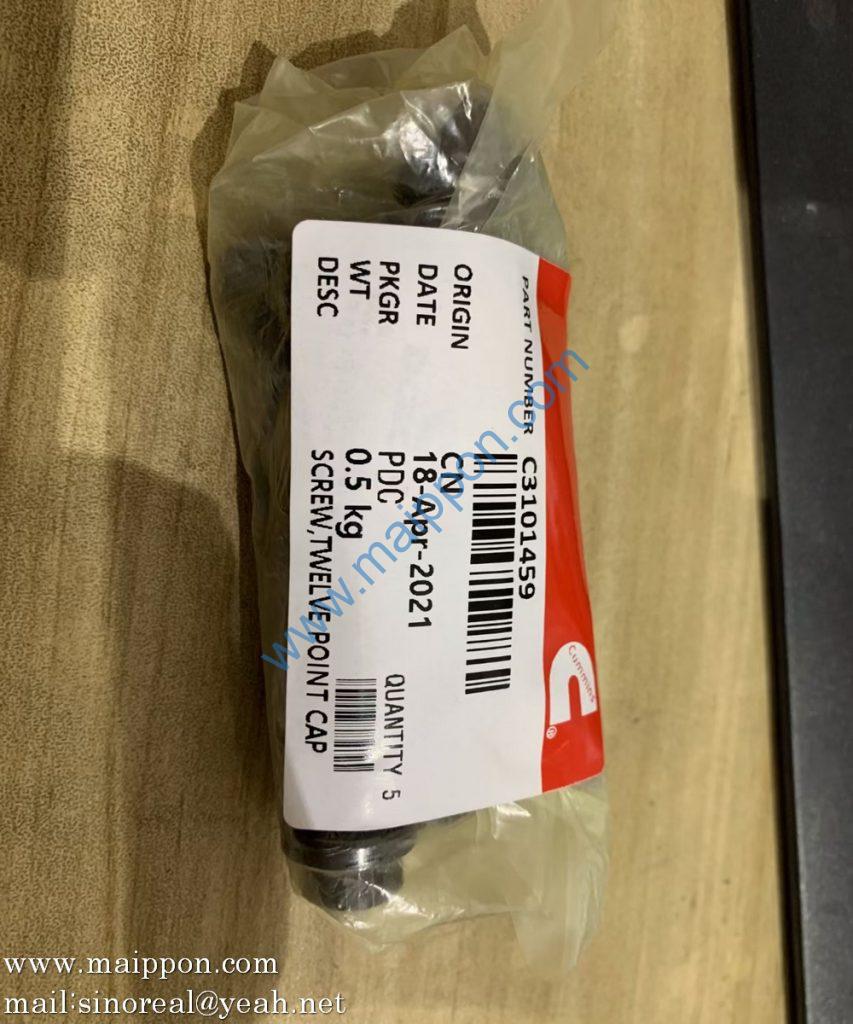 Cummins
®
PART NUMBER C3101459
ORIGIN CN
DATE 18-Apr-2021
PKGR PDC
WT 0.5 kg
QUANTITY 5
DESC SCREW,TWELVE POINT CAP
www.maippon.com
www.maippon.com
mail:sinoreal@yeah.net